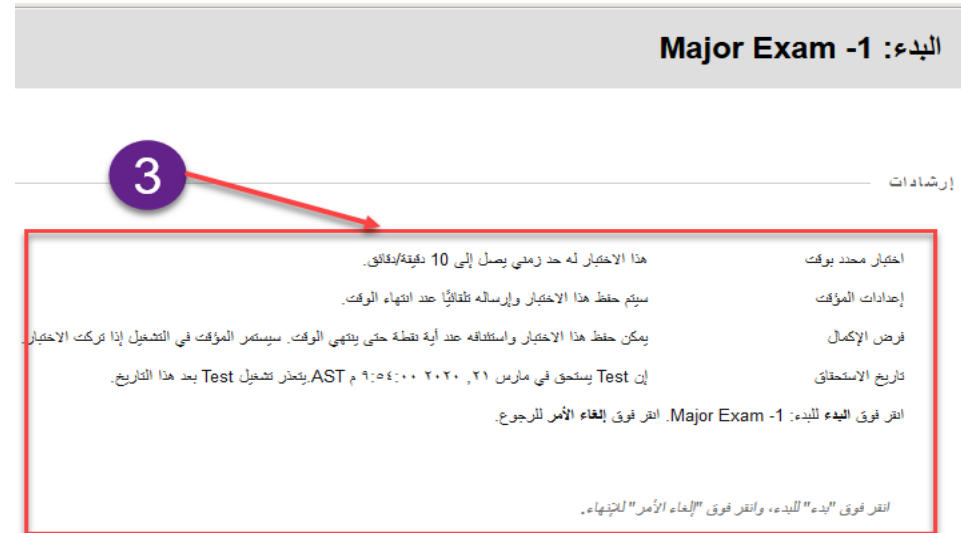 البدء: Major Exam -1
3
إرشادات
اختبار محدد بوقت هذا الاختبار له حد زمني يصل إلى 10 دقيقة/دقائق.
إعدادات المؤقت سيتم حفظ هذا الاختبار وإرساله تلقائيًا عند انتهاء الوقت.
فرض الإكمال يمكن حفظ هذا الاختبار واستئنافه عند أية نقطة حتى ينتهي الوقت. سيستمر المؤقت في التشغيل إذا تركت الاختبار.
تاريخ الاستحقاق إن Test يستحق في مارس ٢١, ٢٠٢٠ ٩:٥٤:٠٠ م AST.يتعذر تشغيل Test بعد هذا التاريخ.
انقر فوق البدء للبدء: Major Exam -1. انقر فوق إلغاء الأمر للرجوع.
انقر فوق "بدء" للبدء، وانقر فوق "إلغاء الأمر" للإنهاء.